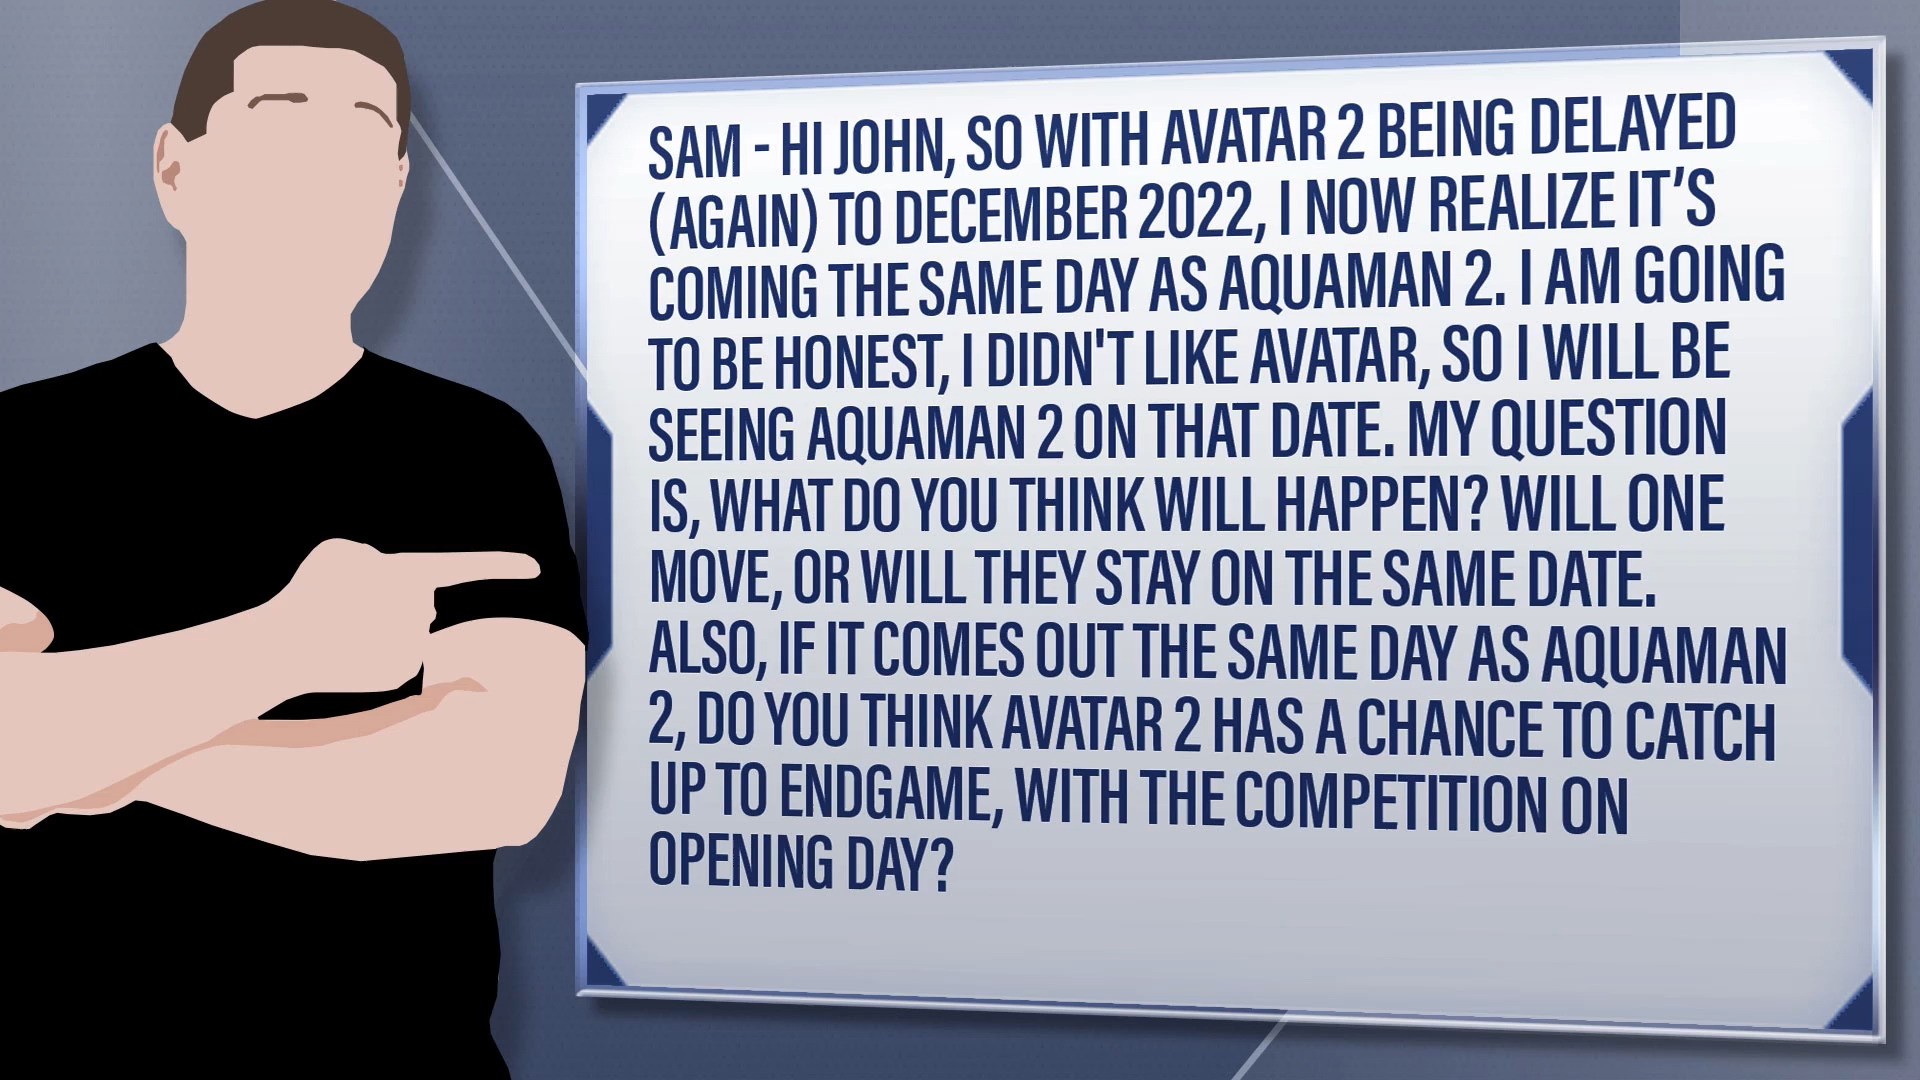 SAM - HI JOHN, SO WITH AVATAR 2 BEING DELAYED
(AGAIN) TO DECEMBER 2022, I NOW REALIZE IT’S
COMING THE SAME DAY AS AQUAMAN 2. I AM GOING
TO BE HONEST, I DIDN'T LIKE AVATAR, SO I WILL BE
SEEING AQUAMAN 2 ON THAT DATE. MY QUESTION
IS, WHAT DO YOU THINK WILL HAPPEN? WILL ONE
MOVE, OR WILL THEY STAY ON THE SAME DATE.
ALSO, IF IT COMES OUT THE SAME DAY AS AQUAMAN
2, DO YOU THINK AVATAR 2 HAS A CHANCE TO CATCH
UP TO ENDGAME, WITH THE COMPETITION ON
OPENING DAY?